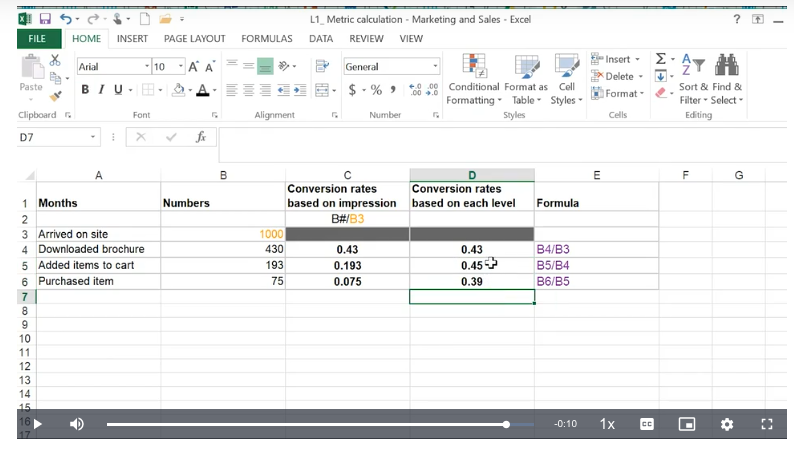 L1_ Metric calculation - Marketing and Sales - Excel
FILE HOME INSERT PAGE LAYOUT FORMULAS DATA REVIEW VIEW
Paste
Arial 10 A A
B I U A
General
$ % , .0 .00 .00 .0
Conditional Formatting
Format as Table
Cell Styles
Insert
Delete
Format
Σ A Z
Sort & Filter
Find & Select
Clipboard Font Alignment Number Styles Cells Editing
D7 fx
A B C D E F G
1 Months Numbers Conversion rates based on impression Conversion rates based on each level Formula
2 B#/B3
3 Arrived on site 1000
4 Downloaded brochure 430 0.43 0.43 B4/B3
5 Added items to cart 193 0.193 0.45 B5/B4
6 Purchased item 75 0.075 0.39 B6/B5
7
8
9
10
11
12
13
14
15
16
17
-0:10 1x CC